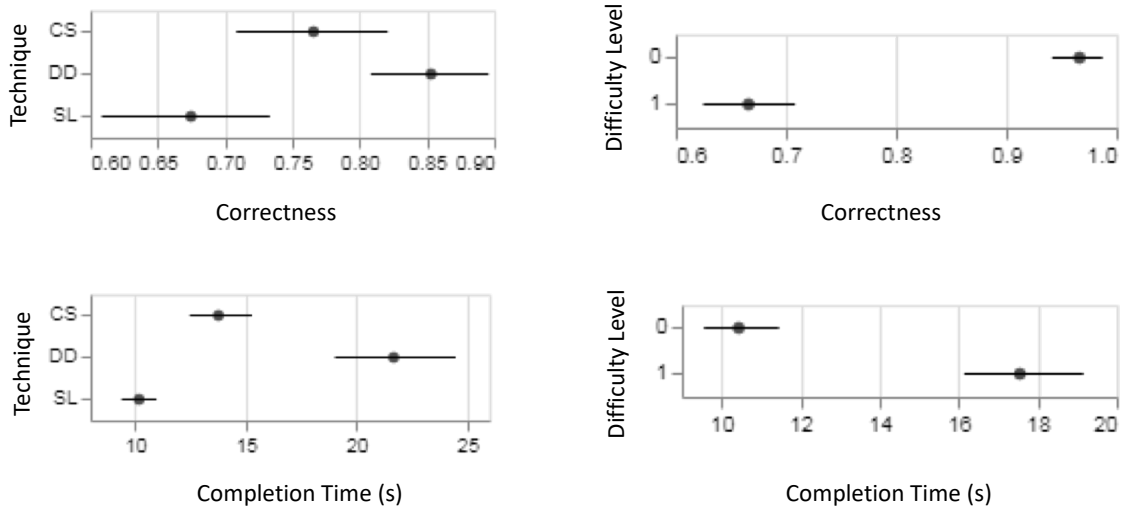 Technique
CS
DD
SL
0.60 0.65 0.70 0.75 0.80 0.85 0.90
Correctness
Difficulty Level
0
1
0.6 0.7 0.8 0.9 1.0
Correctness
Technique
CS
DD
SL
10 15 20 25
Completion Time (s)
Difficulty Level
0
1
10 12 14 16 18 20
Completion Time (s)